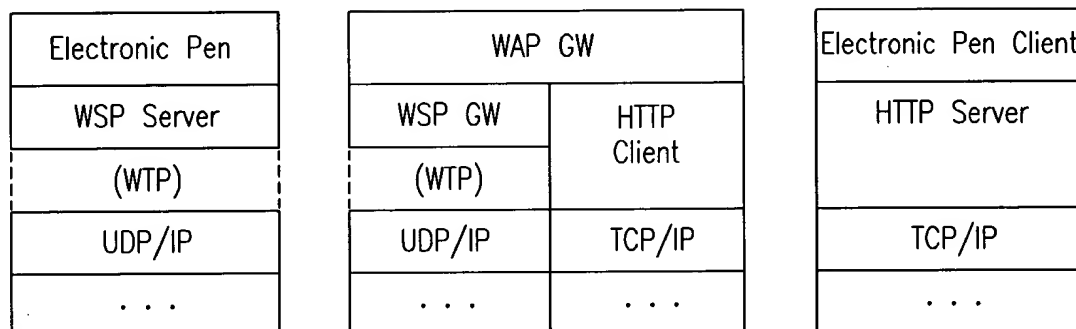 Electronic Pen
WSP Server
(WTP)
UDP/IP
. . .
WAP GW
WSP GW
(WTP)
UDP/IP
. . .
HTTP
Client
TCP/IP
. . .
Electronic Pen Client
HTTP Server
TCP/IP
. . .